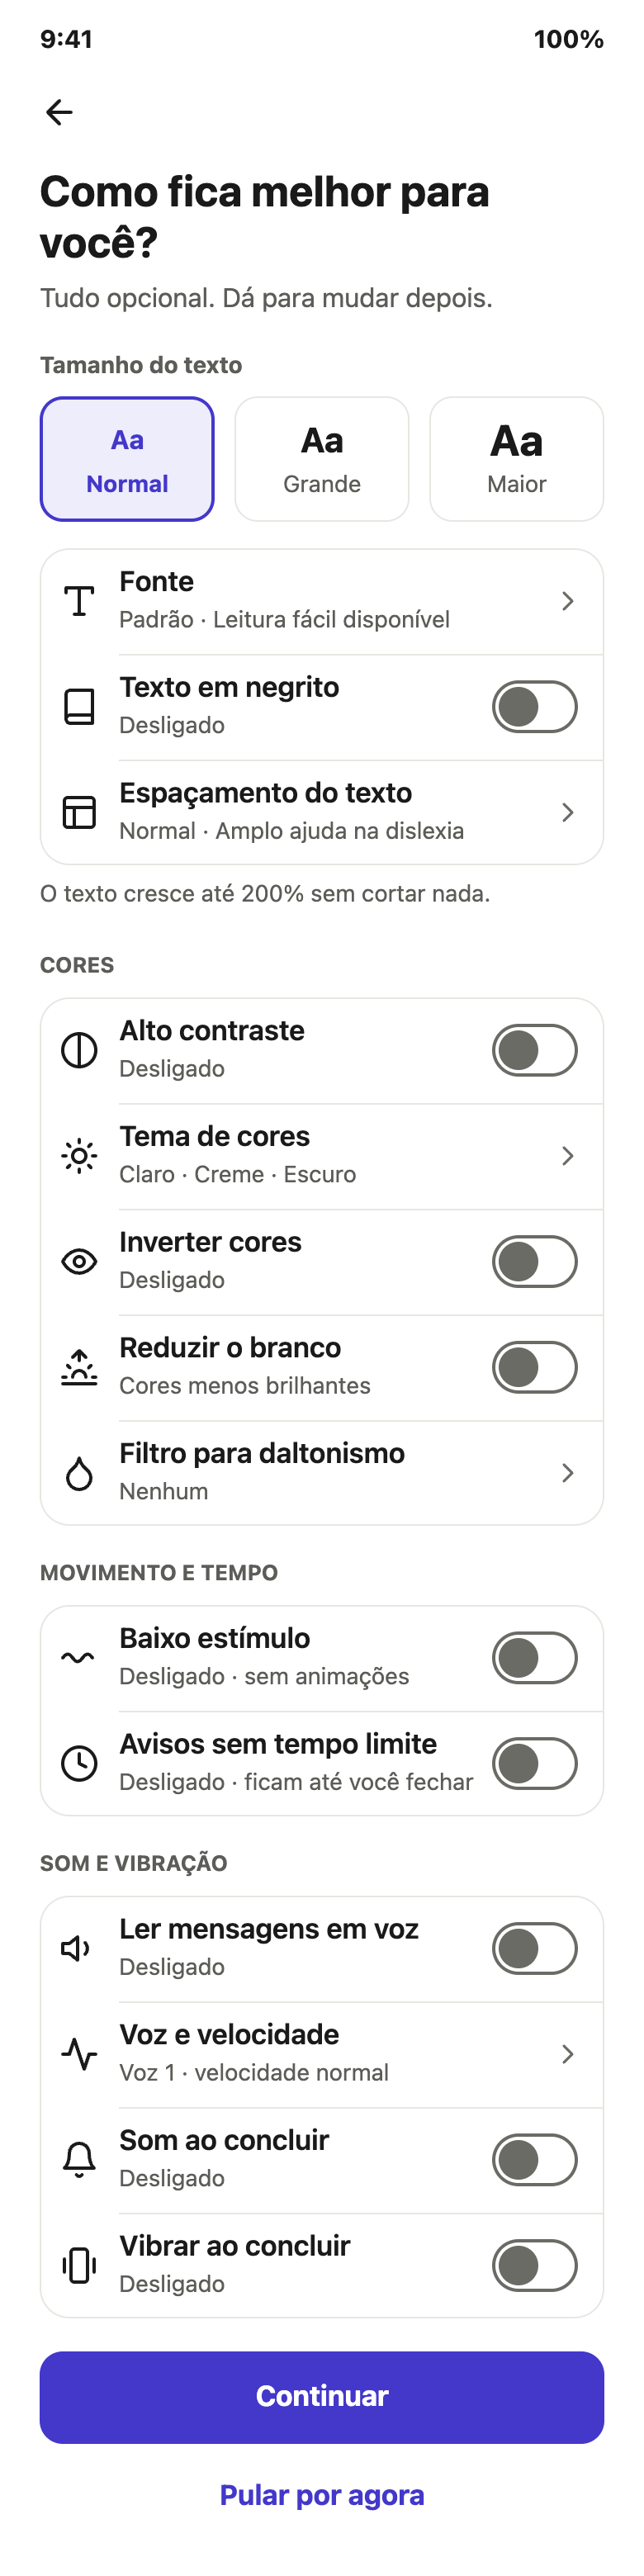 9:41
100%
Como fica melhor para
você?
Tudo opcional. Dá para mudar depois.
Tamanho do texto
Aa
Normal
Aa
Grande
Aa
Maior
Fonte
Padrão · Leitura fácil disponível
Texto em negrito
Desligado
Espaçamento do texto
Normal · Amplo ajuda na dislexia
O texto cresce até 200% sem cortar nada.
CORES
Alto contraste
Desligado
Tema de cores
Claro · Creme · Escuro
Inverter cores
Desligado
Reduzir o branco
Cores menos brilhantes
Filtro para daltonismo
Nenhum
MOVIMENTO E TEMPO
Baixo estímulo
Desligado · sem animações
Avisos sem tempo limite
Desligado · ficam até você fechar
SOM E VIBRAÇÃO
Ler mensagens em voz
Desligado
Voz e velocidade
Voz 1 · velocidade normal
Som ao concluir
Desligado
Vibrar ao concluir
Desligado
Continuar
Pular por agora